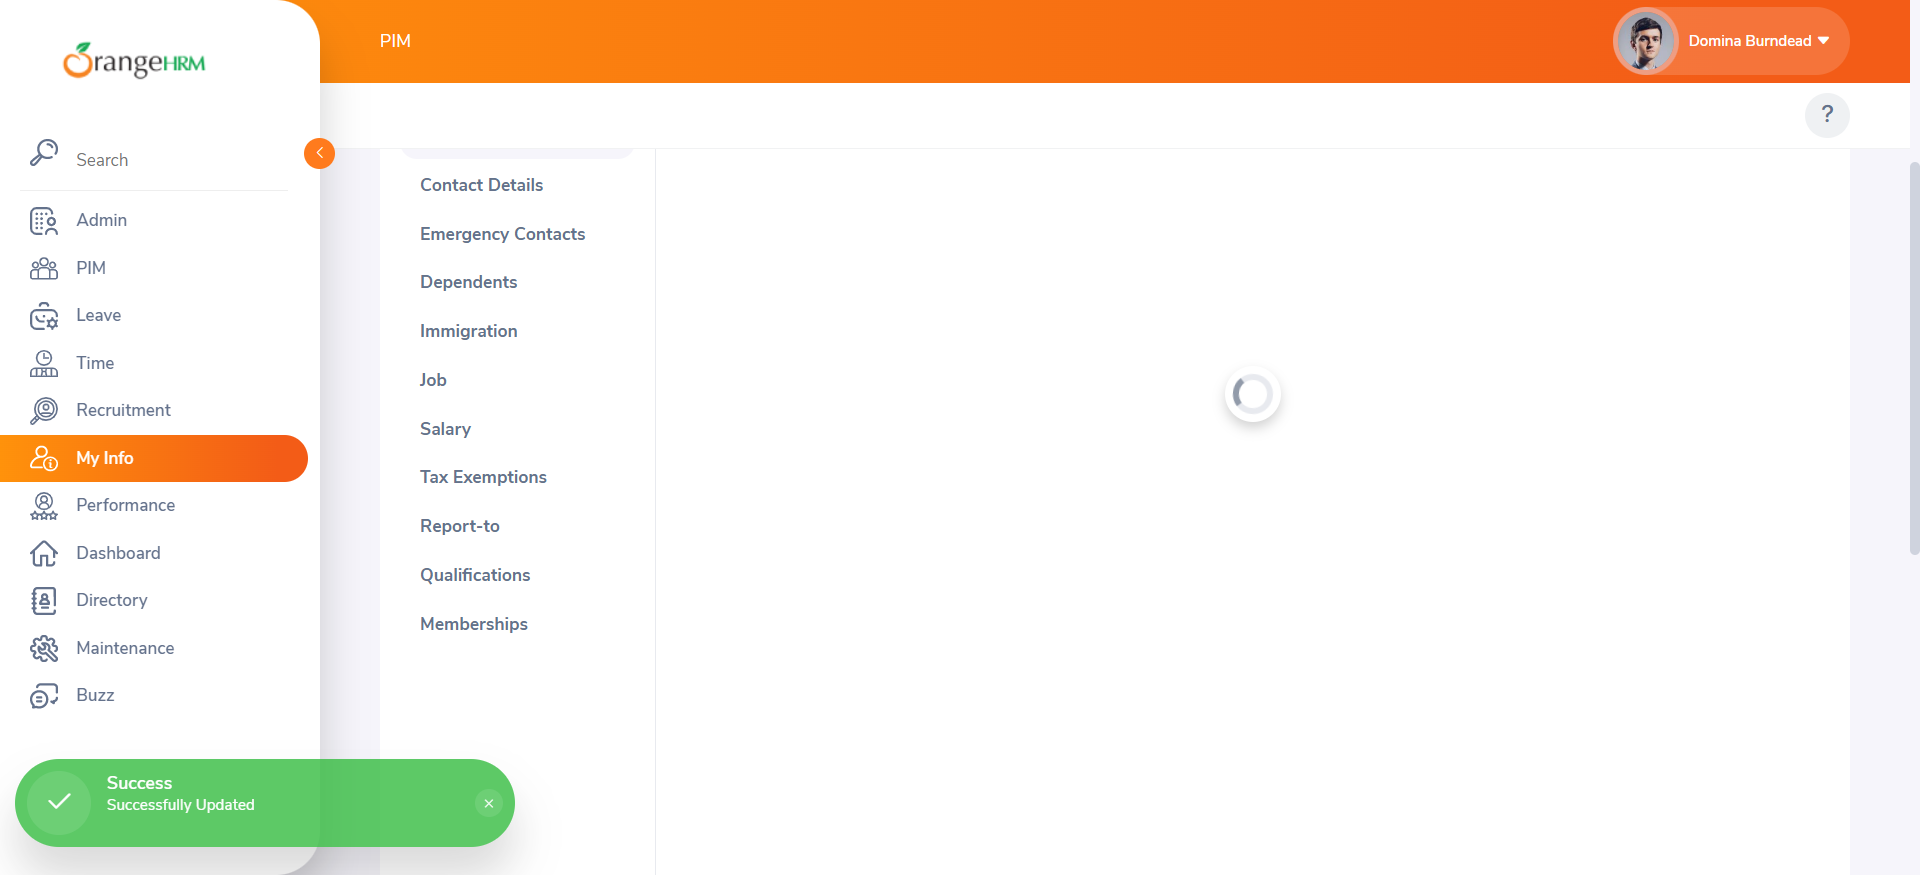 OrangeHRM
PIM
Domina Burndead
?
Search
Admin
PIM
Leave
Time
Recruitment
My Info
Performance
Dashboard
Directory
Maintenance
Buzz
Contact Details
Emergency Contacts
Dependents
Immigration
Job
Salary
Tax Exemptions
Report-to
Qualifications
Memberships
Success
Successfully Updated